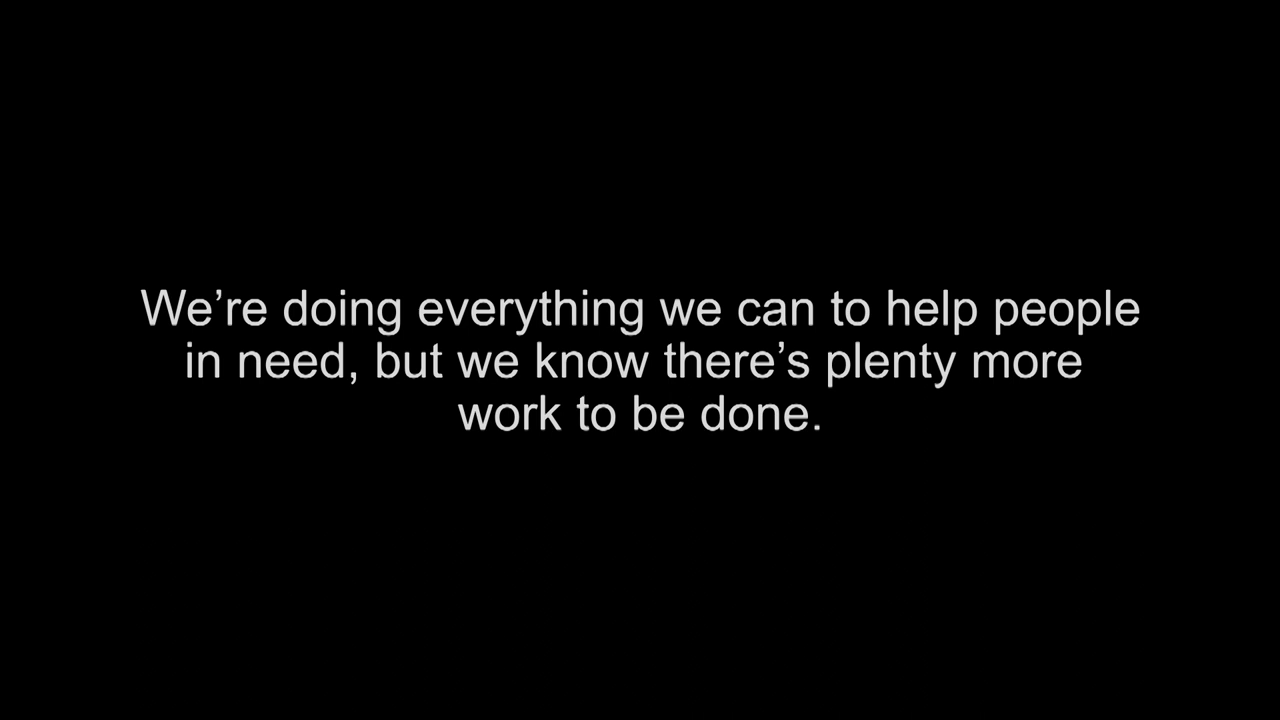 We’re doing everything we can to help people
in need, but we know there’s plenty more
work to be done.